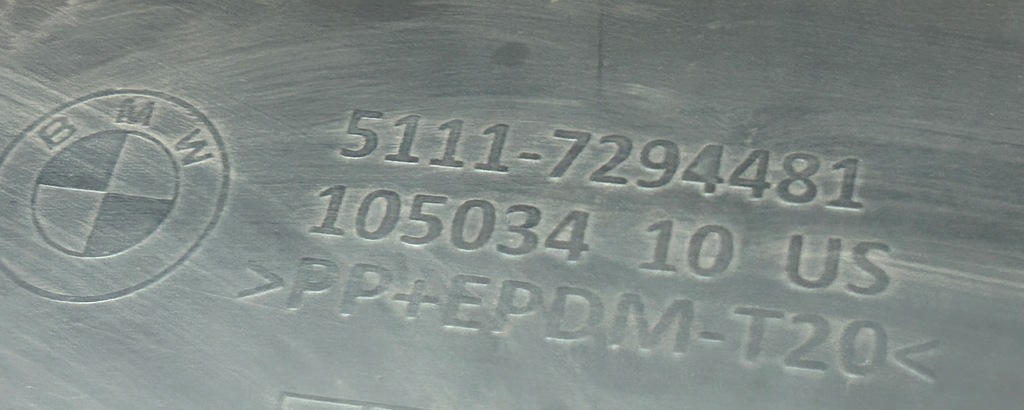 BMW
5111-7294481
105034 10 US
>PP+EPDM-T20<